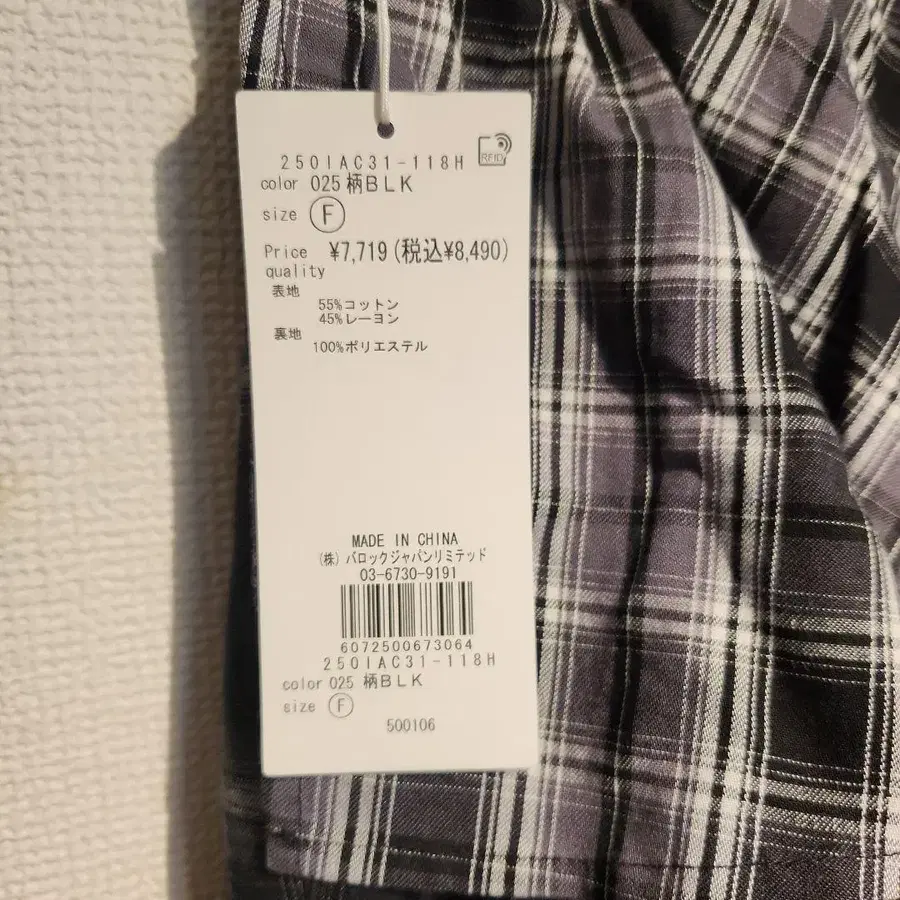 250IAC31-118H
RFID
color 025 柄BLK
size F
Price ¥7,719(税込¥8,490)
quality
表地
55%コットン
45%レーヨン
裏地
100%ポリエステル
MADE IN CHINA
(株)バロックジャパンリミテッド
03-6730-9191
6072500673064
250IAC31-118H
color 025 柄BLK
size F
500106